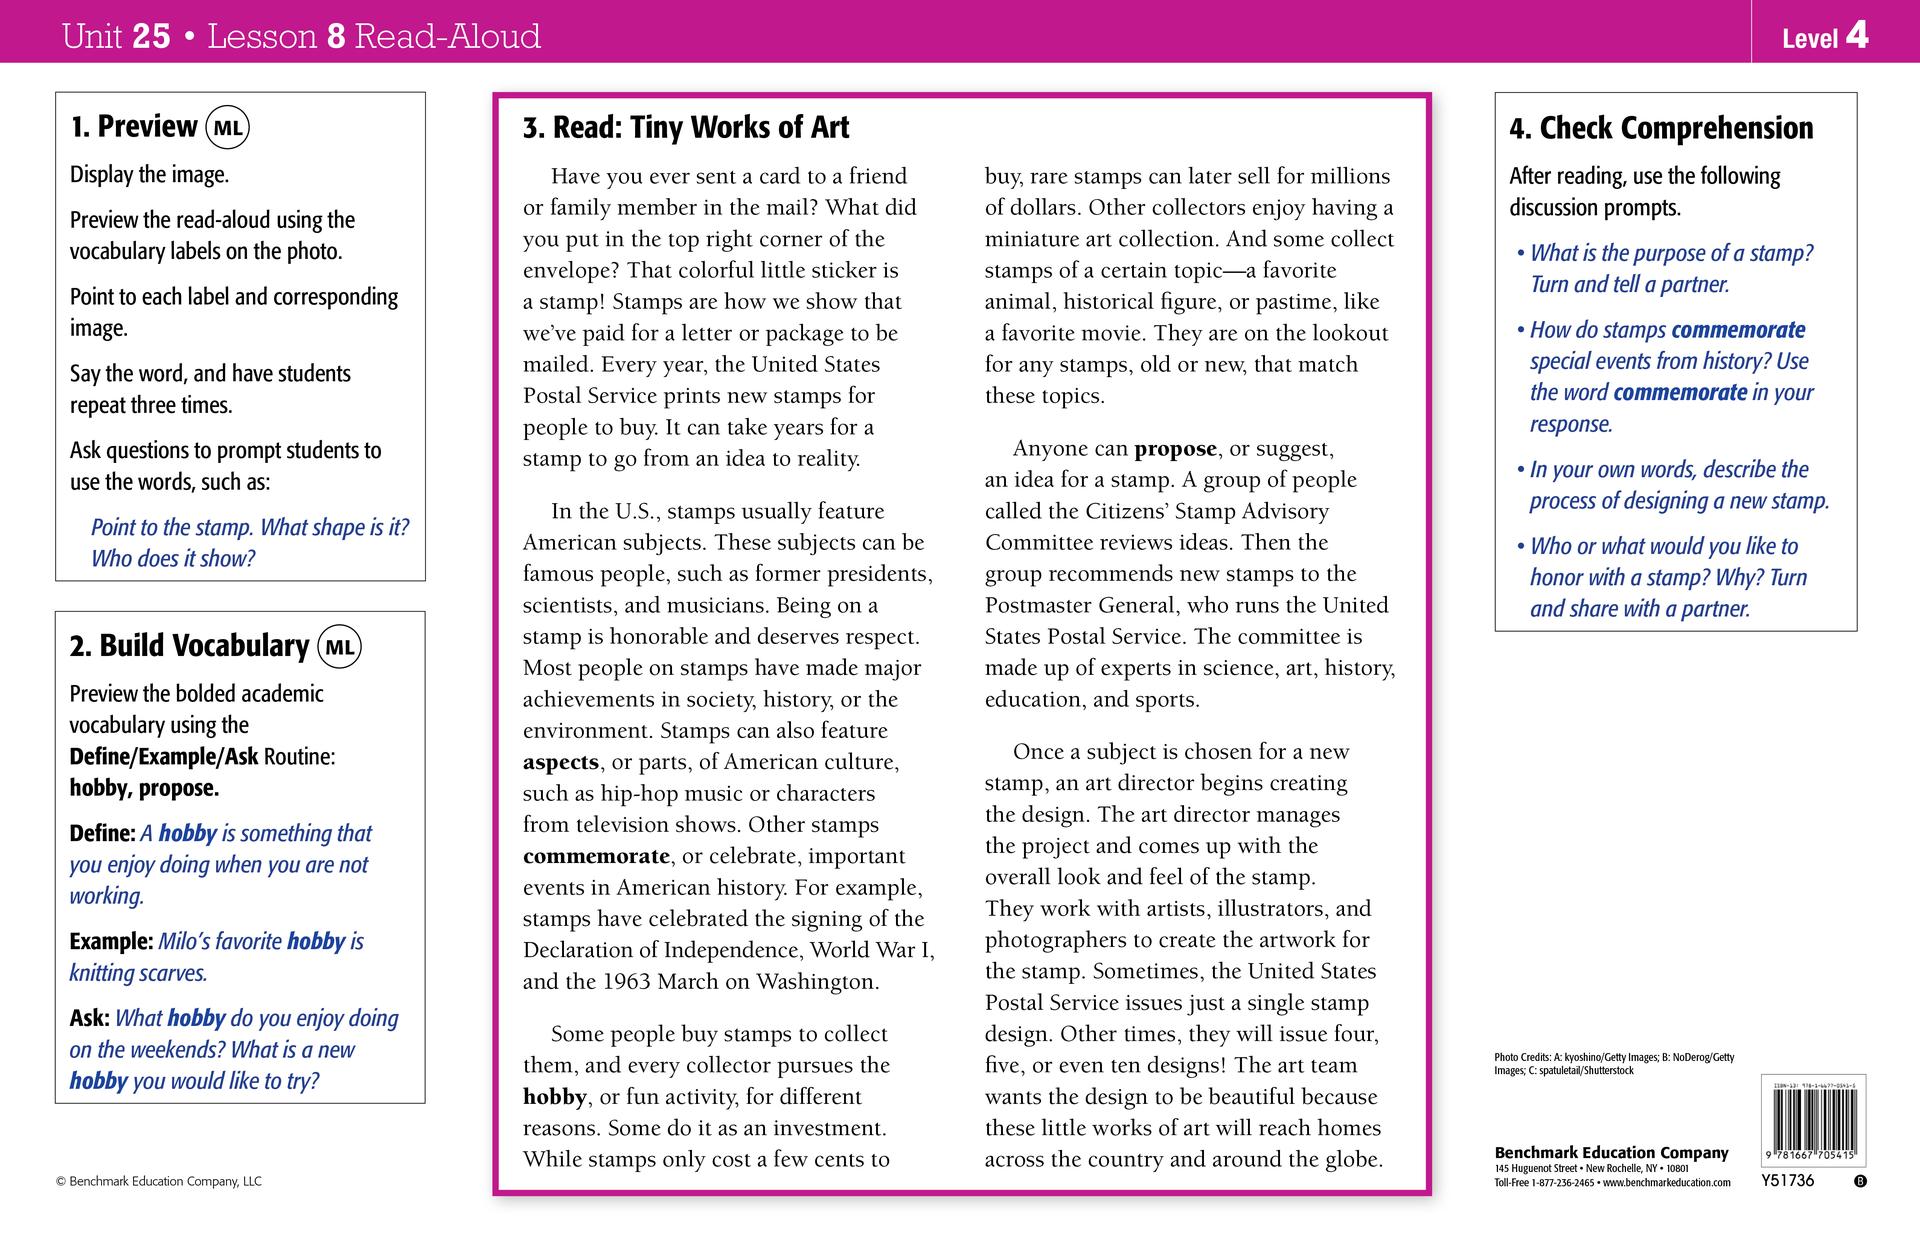 Unit 25 • Lesson 8 Read-Aloud
Level 4
1. Preview ML
Display the image.
Preview the read-aloud using the
vocabulary labels on the photo.
Point to each label and corresponding
image.
Say the word, and have students
repeat three times.
Ask questions to prompt students to
use the words, such as:
Point to the stamp. What shape is it?
Who does it show?
2. Build Vocabulary ML
Preview the bolded academic
vocabulary using the
Define/Example/Ask Routine:
hobby, propose.
Define: A hobby is something that
you enjoy doing when you are not
working.
Example: Milo’s favorite hobby is
knitting scarves.
Ask: What hobby do you enjoy doing
on the weekends? What is a new
hobby you would like to try?
© Benchmark Education Company, LLC
3. Read: Tiny Works of Art
Have you ever sent a card to a friend
or family member in the mail? What did
you put in the top right corner of the
envelope? That colorful little sticker is
a stamp! Stamps are how we show that
we’ve paid for a letter or package to be
mailed. Every year, the United States
Postal Service prints new stamps for
people to buy. It can take years for a
stamp to go from an idea to reality.
In the U.S., stamps usually feature
American subjects. These subjects can be
famous people, such as former presidents,
scientists, and musicians. Being on a
stamp is honorable and deserves respect.
Most people on stamps have made major
achievements in society, history, or the
environment. Stamps can also feature
aspects, or parts, of American culture,
such as hip-hop music or characters
from television shows. Other stamps
commemorate, or celebrate, important
events in American history. For example,
stamps have celebrated the signing of the
Declaration of Independence, World War I,
and the 1963 March on Washington.
Some people buy stamps to collect
them, and every collector pursues the
hobby, or fun activity, for different
reasons. Some do it as an investment.
While stamps only cost a few cents to
buy, rare stamps can later sell for millions
of dollars. Other collectors enjoy having a
miniature art collection. And some collect
stamps of a certain topic—a favorite
animal, historical figure, or pastime, like
a favorite movie. They are on the lookout
for any stamps, old or new, that match
these topics.
Anyone can propose, or suggest,
an idea for a stamp. A group of people
called the Citizens’ Stamp Advisory
Committee reviews ideas. Then the
group recommends new stamps to the
Postmaster General, who runs the United
States Postal Service. The committee is
made up of experts in science, art, history,
education, and sports.
Once a subject is chosen for a new
stamp, an art director begins creating
the design. The art director manages
the project and comes up with the
overall look and feel of the stamp.
They work with artists, illustrators, and
photographers to create the artwork for
the stamp. Sometimes, the United States
Postal Service issues just a single stamp
design. Other times, they will issue four,
five, or even ten designs! The art team
wants the design to be beautiful because
these little works of art will reach homes
across the country and around the globe.
4. Check Comprehension
After reading, use the following
discussion prompts.
• What is the purpose of a stamp?
Turn and tell a partner.
• How do stamps commemorate
special events from history? Use
the word commemorate in your
response.
• In your own words, describe the
process of designing a new stamp.
• Who or what would you like to
honor with a stamp? Why? Turn
and share with a partner.
Photo Credits: A: kyoshino/Getty Images; B: NoDerog/Getty
Images; C: spatuletail/Shutterstock
Benchmark Education Company
145 Huguenot Street • New Rochelle, NY • 10801
Toll-Free 1-877-236-2465 • www.benchmarkeducation.com
ISBN-13: 978-1-6677-0541-5
9 781667 705415
Y51736
B